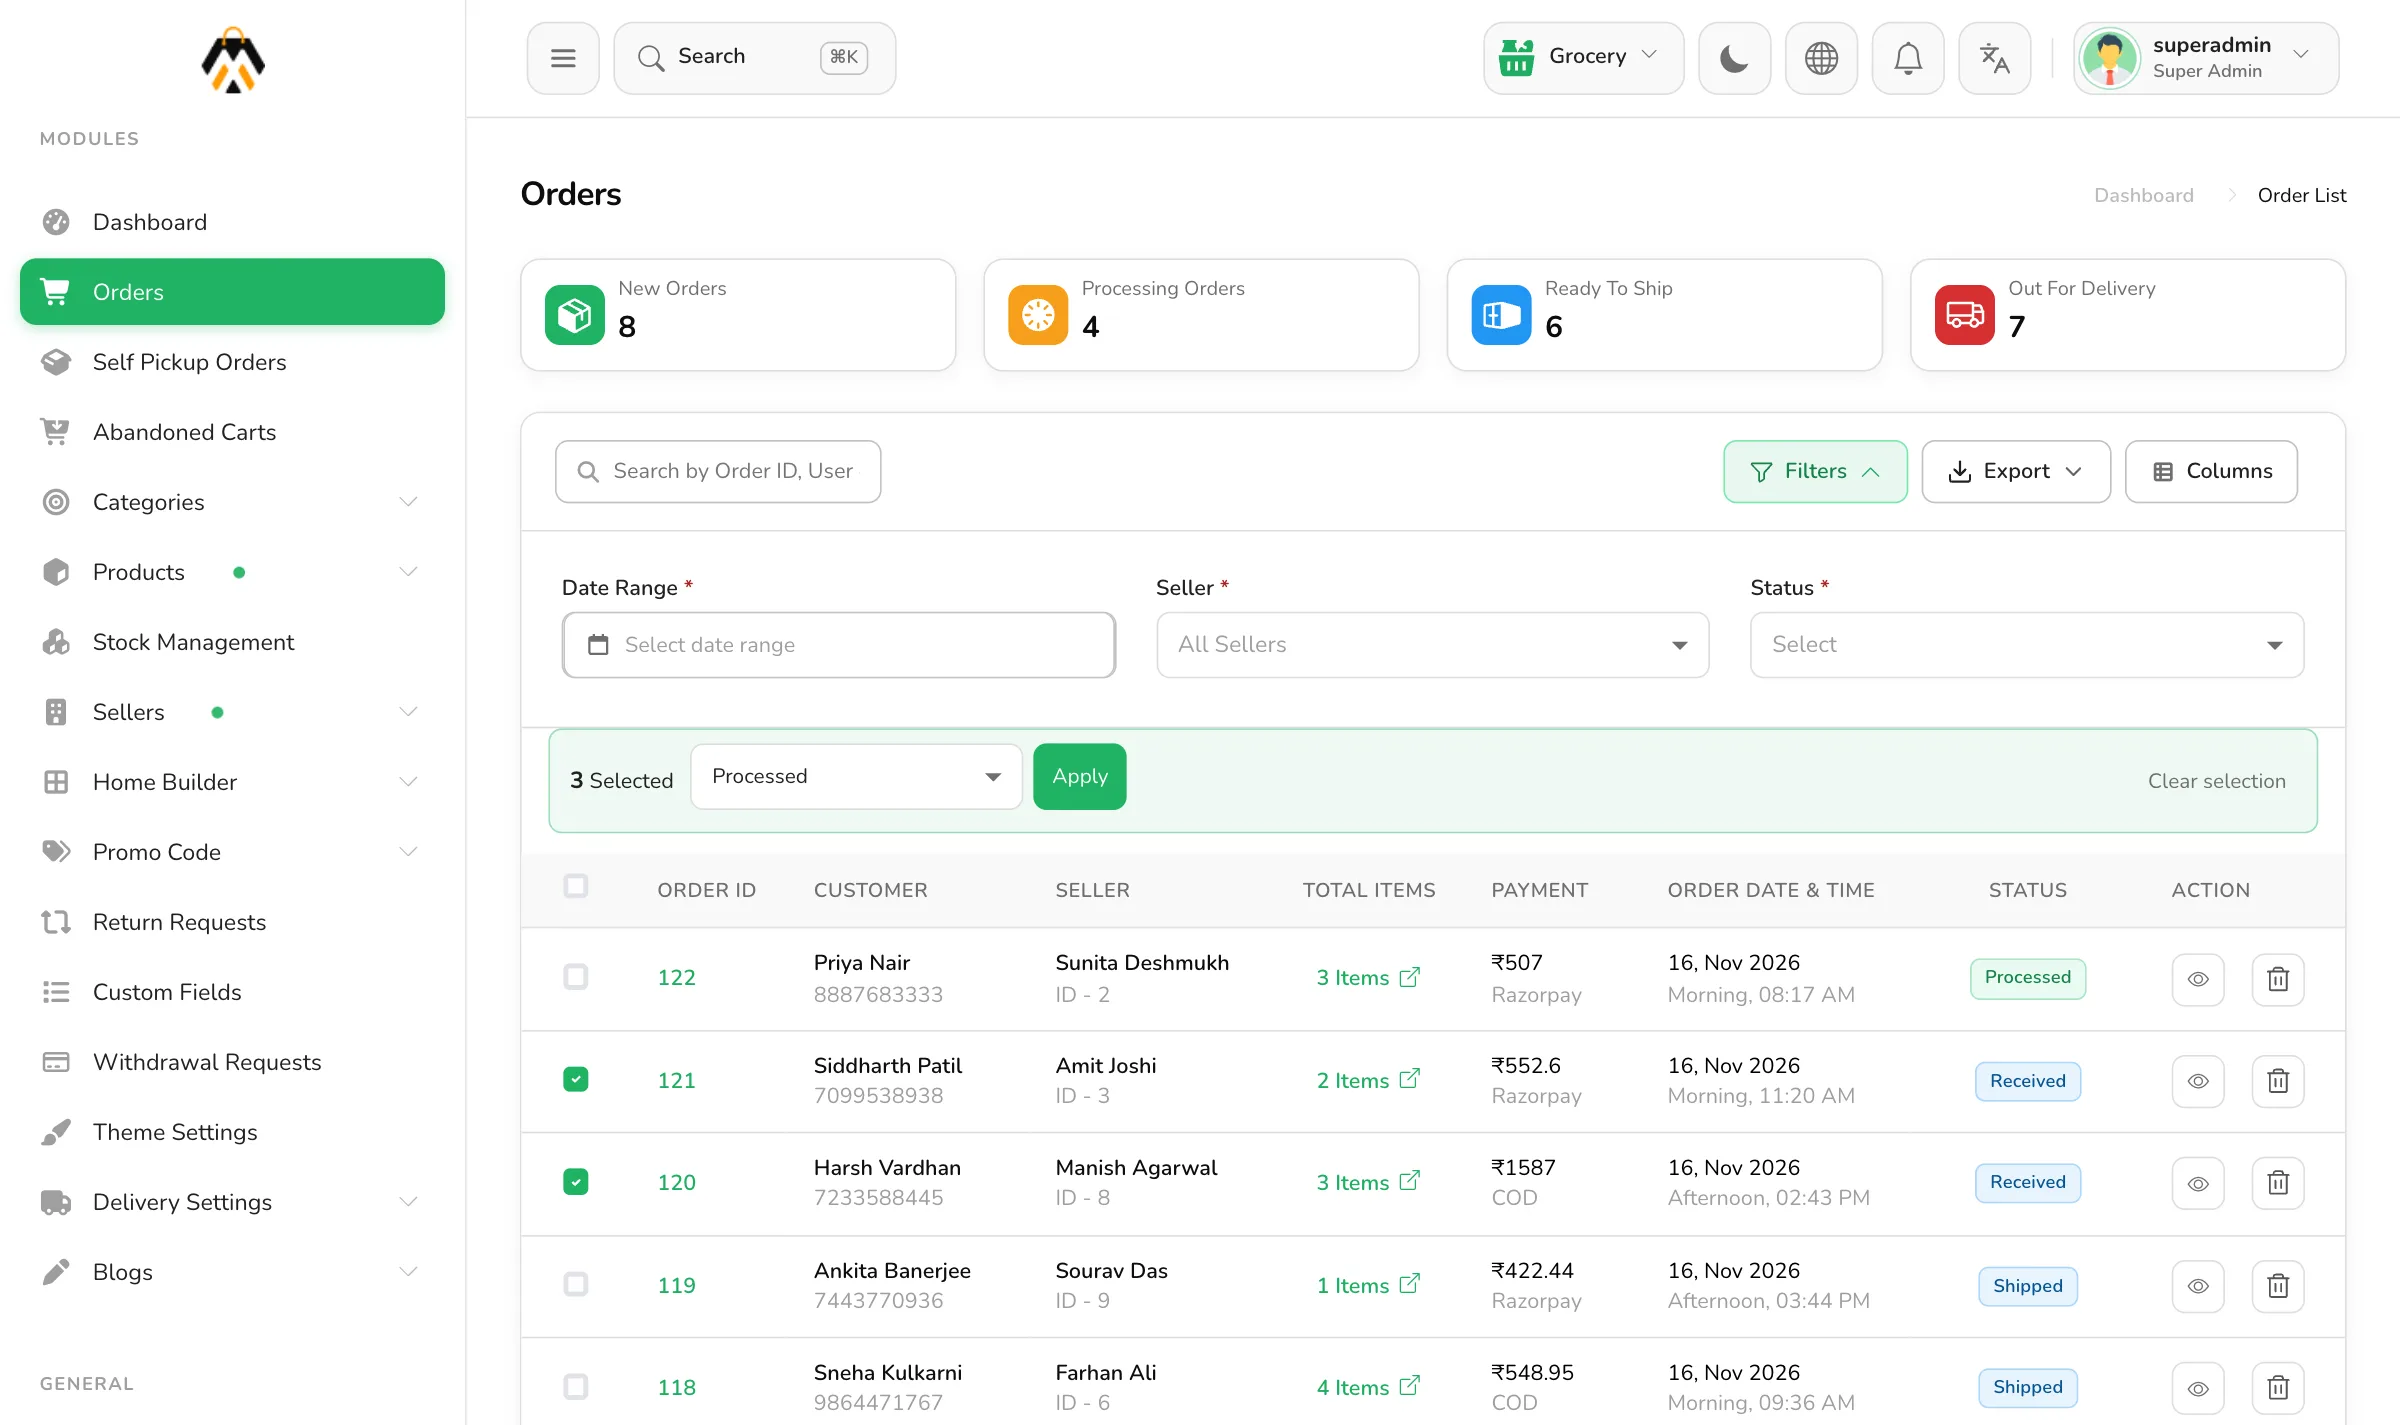 Search
⌘K
Grocery
superadmin
Super Admin
MODULES
Dashboard
Orders
Self Pickup Orders
Abandoned Carts
Categories
Products
Stock Management
Sellers
Home Builder
Promo Code
Return Requests
Custom Fields
Withdrawal Requests
Theme Settings
Delivery Settings
Blogs
GENERAL
Orders
Dashboard
Order List
New Orders
8
Processing Orders
4
Ready To Ship
6
Out For Delivery
7
Search by Order ID, User
Filters
Export
Columns
Date Range *
Seller *
Status *
Select date range
All Sellers
Select
3 Selected
Processed
Apply
Clear selection
ORDER ID CUSTOMER SELLER TOTAL ITEMS PAYMENT ORDER DATE & TIME STATUS ACTION
122 Priya Nair Sunita Deshmukh 3 Items ₹507 16, Nov 2026 Processed
8887683333 ID - 2 Razorpay Morning, 08:17 AM
121 Siddharth Patil Amit Joshi 2 Items ₹552.6 16, Nov 2026 Received
7099538938 ID - 3 Razorpay Morning, 11:20 AM
120 Harsh Vardhan Manish Agarwal 3 Items ₹1587 16, Nov 2026 Received
7233588445 ID - 8 COD Afternoon, 02:43 PM
119 Ankita Banerjee Sourav Das 1 Items ₹422.44 16, Nov 2026 Shipped
7443770936 ID - 9 Razorpay Afternoon, 03:44 PM
118 Sneha Kulkarni Farhan Ali 4 Items ₹548.95 16, Nov 2026 Shipped
9864471767 ID - 6 COD Morning, 09:36 AM